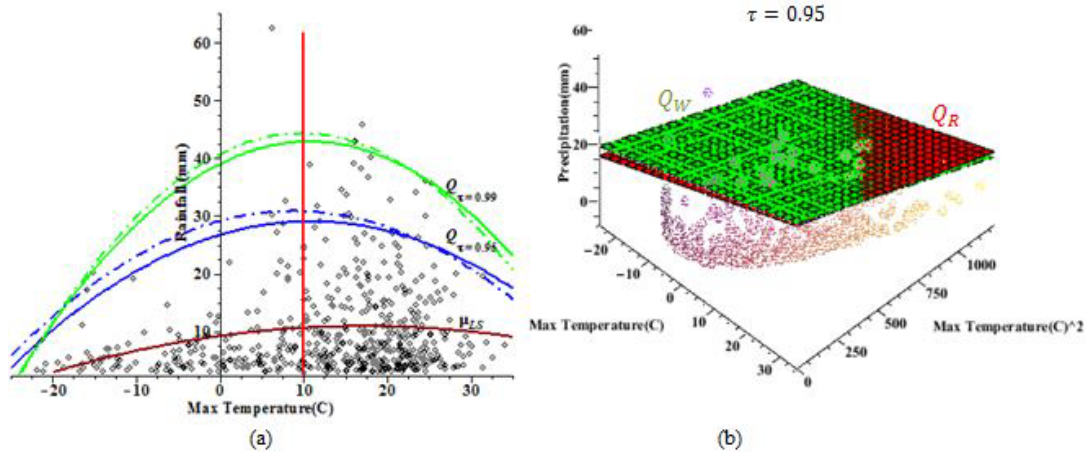 60
50
40
30
20
10
Rainfall(mm)
Q τ = 0.99
Q τ = 0.95
μLS
−20
−10
0
10
20
30
Max Temperature(C)
(a)
τ = 0.95
60
40
20
0
Precipitation(mm)
QW
QR
−20
−10
0
10
20
30
Max Temperature(C)
0
250
500
750
1000
Max Temperature(C)^2
(b)